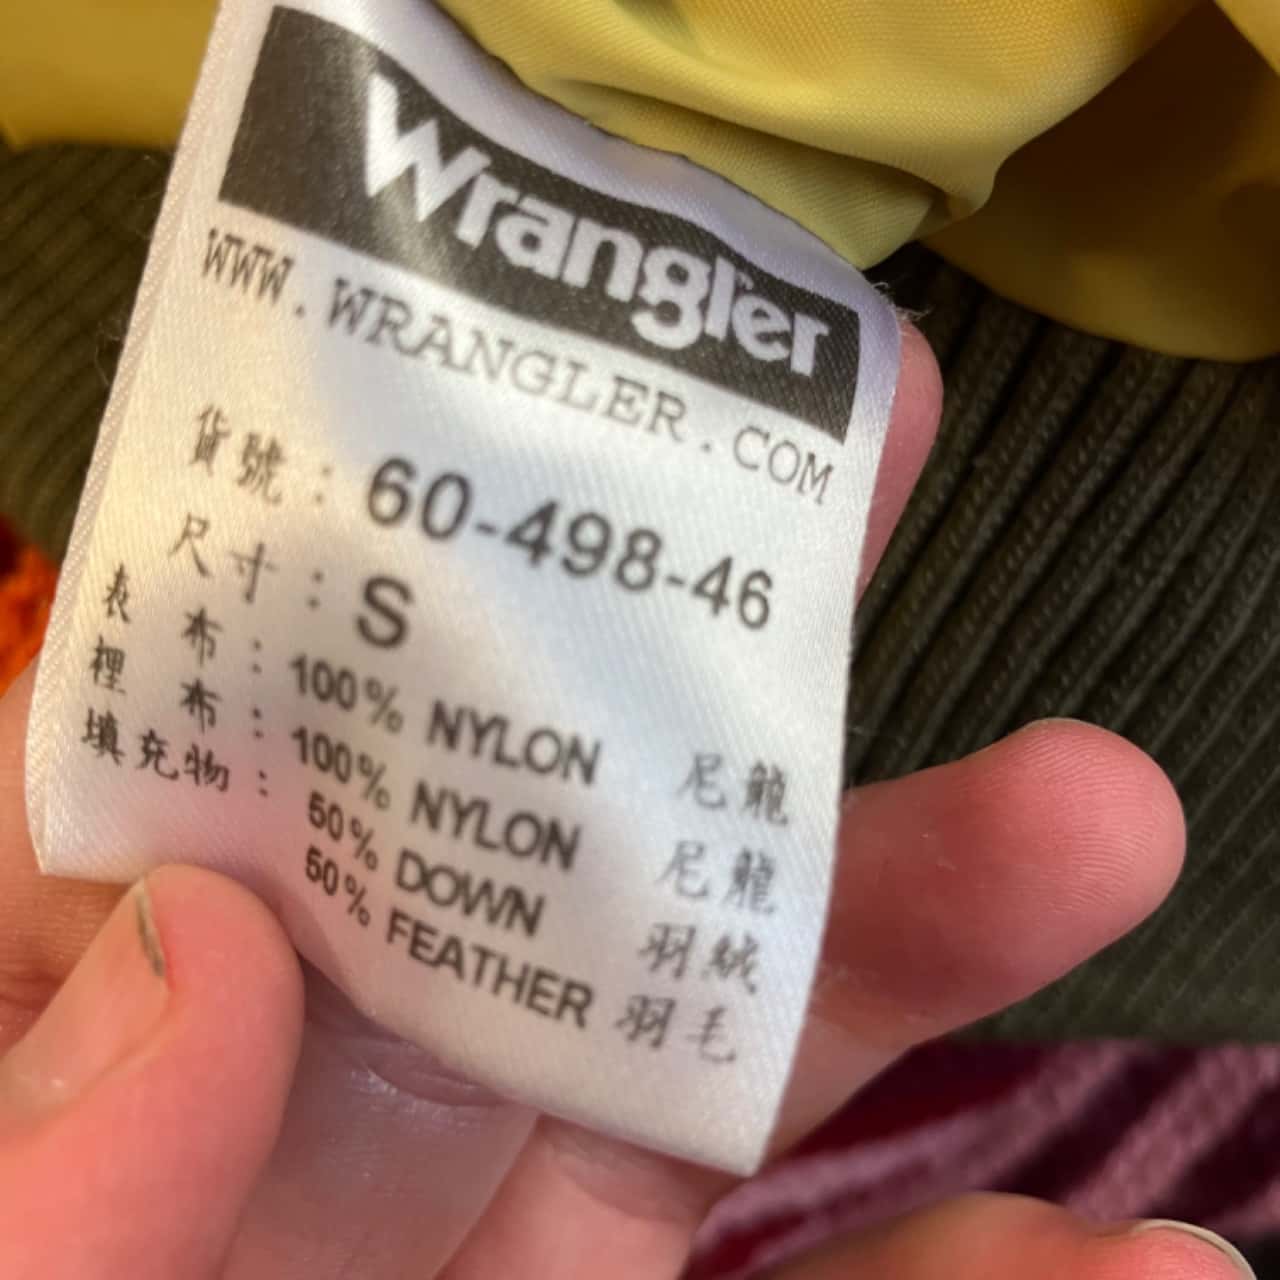 Wrangler
WWW.WRANGLER.COM
貨號：60-498-46
尺寸：S
表 布：100% NYLON 尼龍
裡 布：100% NYLON 尼龍
填充物：50% DOWN 羽絨
50% FEATHER 羽毛